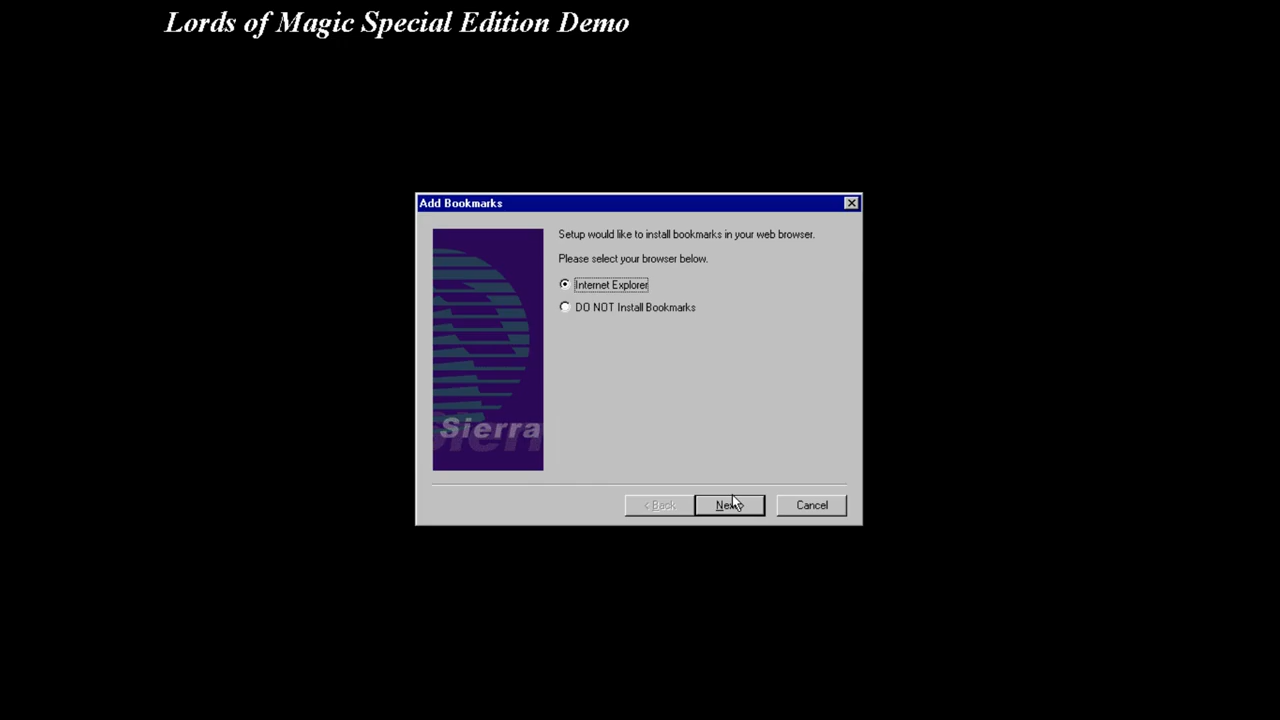 Lords of Magic Special Edition Demo
Add Bookmarks
Setup would like to install bookmarks in your web browser.
Please select your browser below.
Internet Explorer
DO NOT Install Bookmarks
Sierra
< Back
Next >
Cancel